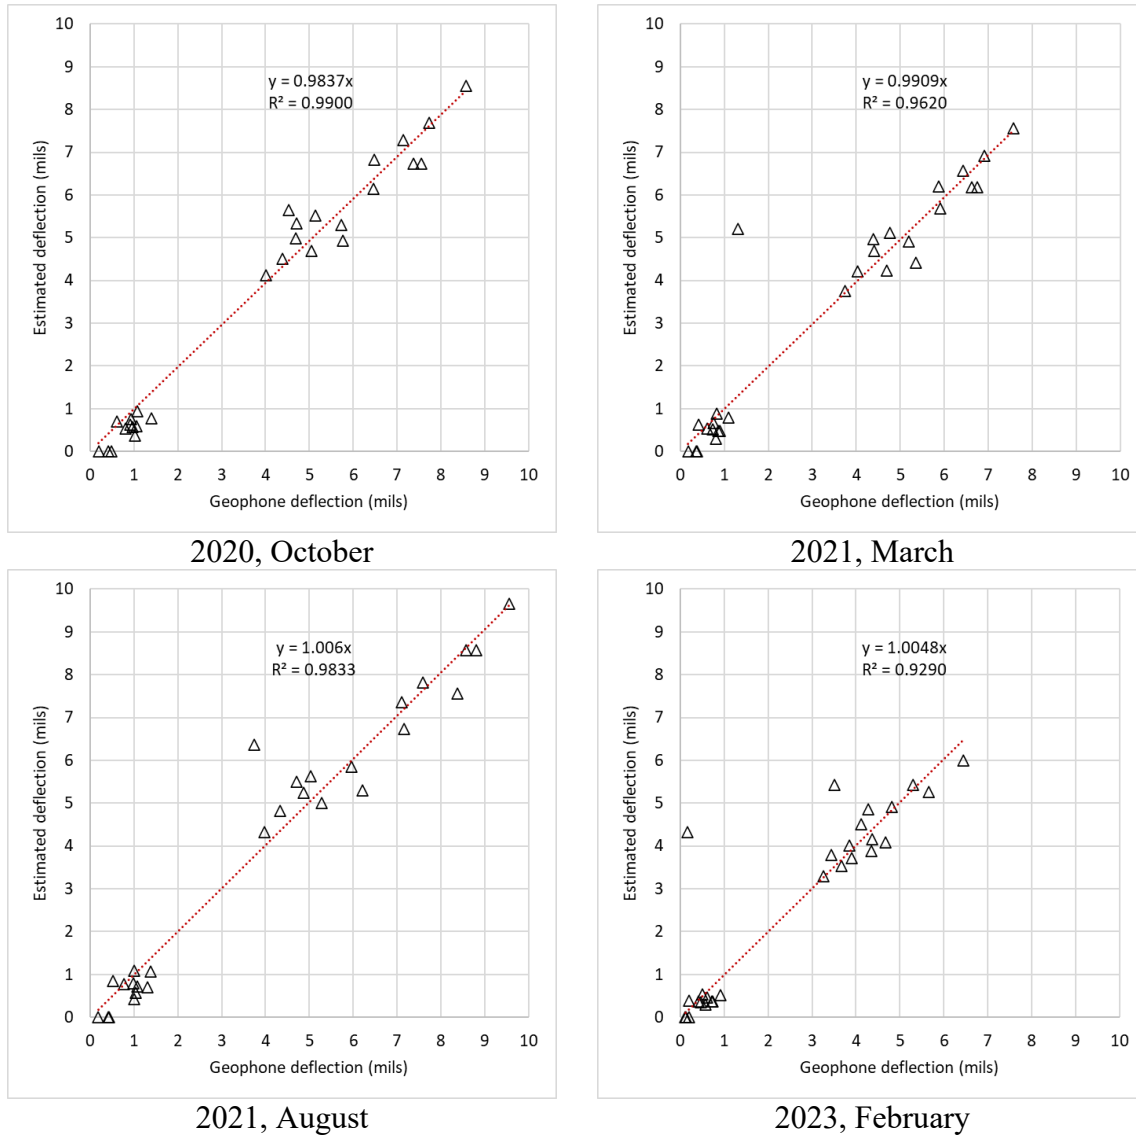 10
9
8
7
6
5
4
3
2
1
0
Estimated deflection (mils)
y = 0.9837x
R² = 0.9900
0 1 2 3 4 5 6 7 8 9 10
Geophone deflection (mils)
2020, October
10
9
8
7
6
5
4
3
2
1
0
Estimated deflection (mils)
y = 0.9909x
R² = 0.9620
0 1 2 3 4 5 6 7 8 9 10
Geophone deflection (mils)
2021, March
10
9
8
7
6
5
4
3
2
1
0
Estimated deflection (mils)
y = 1.006x
R² = 0.9833
0 1 2 3 4 5 6 7 8 9 10
Geophone deflection (mils)
2021, August
10
9
8
7
6
5
4
3
2
1
0
Estimated deflection (mils)
y = 1.0048x
R² = 0.9290
0 1 2 3 4 5 6 7 8 9 10
Geophone deflection (mils)
2023, February